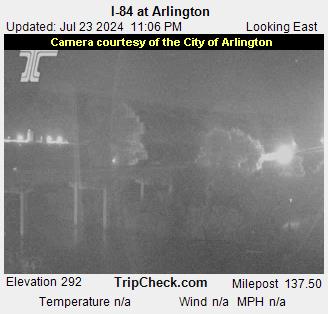 I-84 at Arlington
Updated: Jul 23 2024 11:06 PM Looking East
Camera courtesy of the City of Arlington
Elevation 292 TripCheck.com Milepost 137.50
Temperature n/a Wind n/a MPH n/a